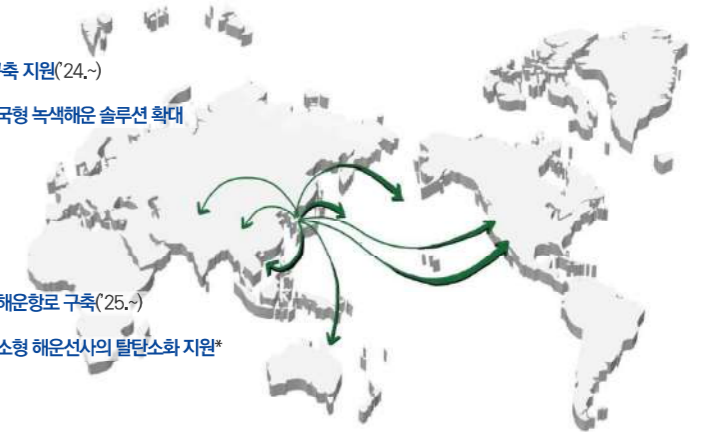 축 지원('24.~)
국형 녹색해운 솔루션 확대
해운항로 구축('25.~)
소형 해운선사의 탈탄소화 지원*